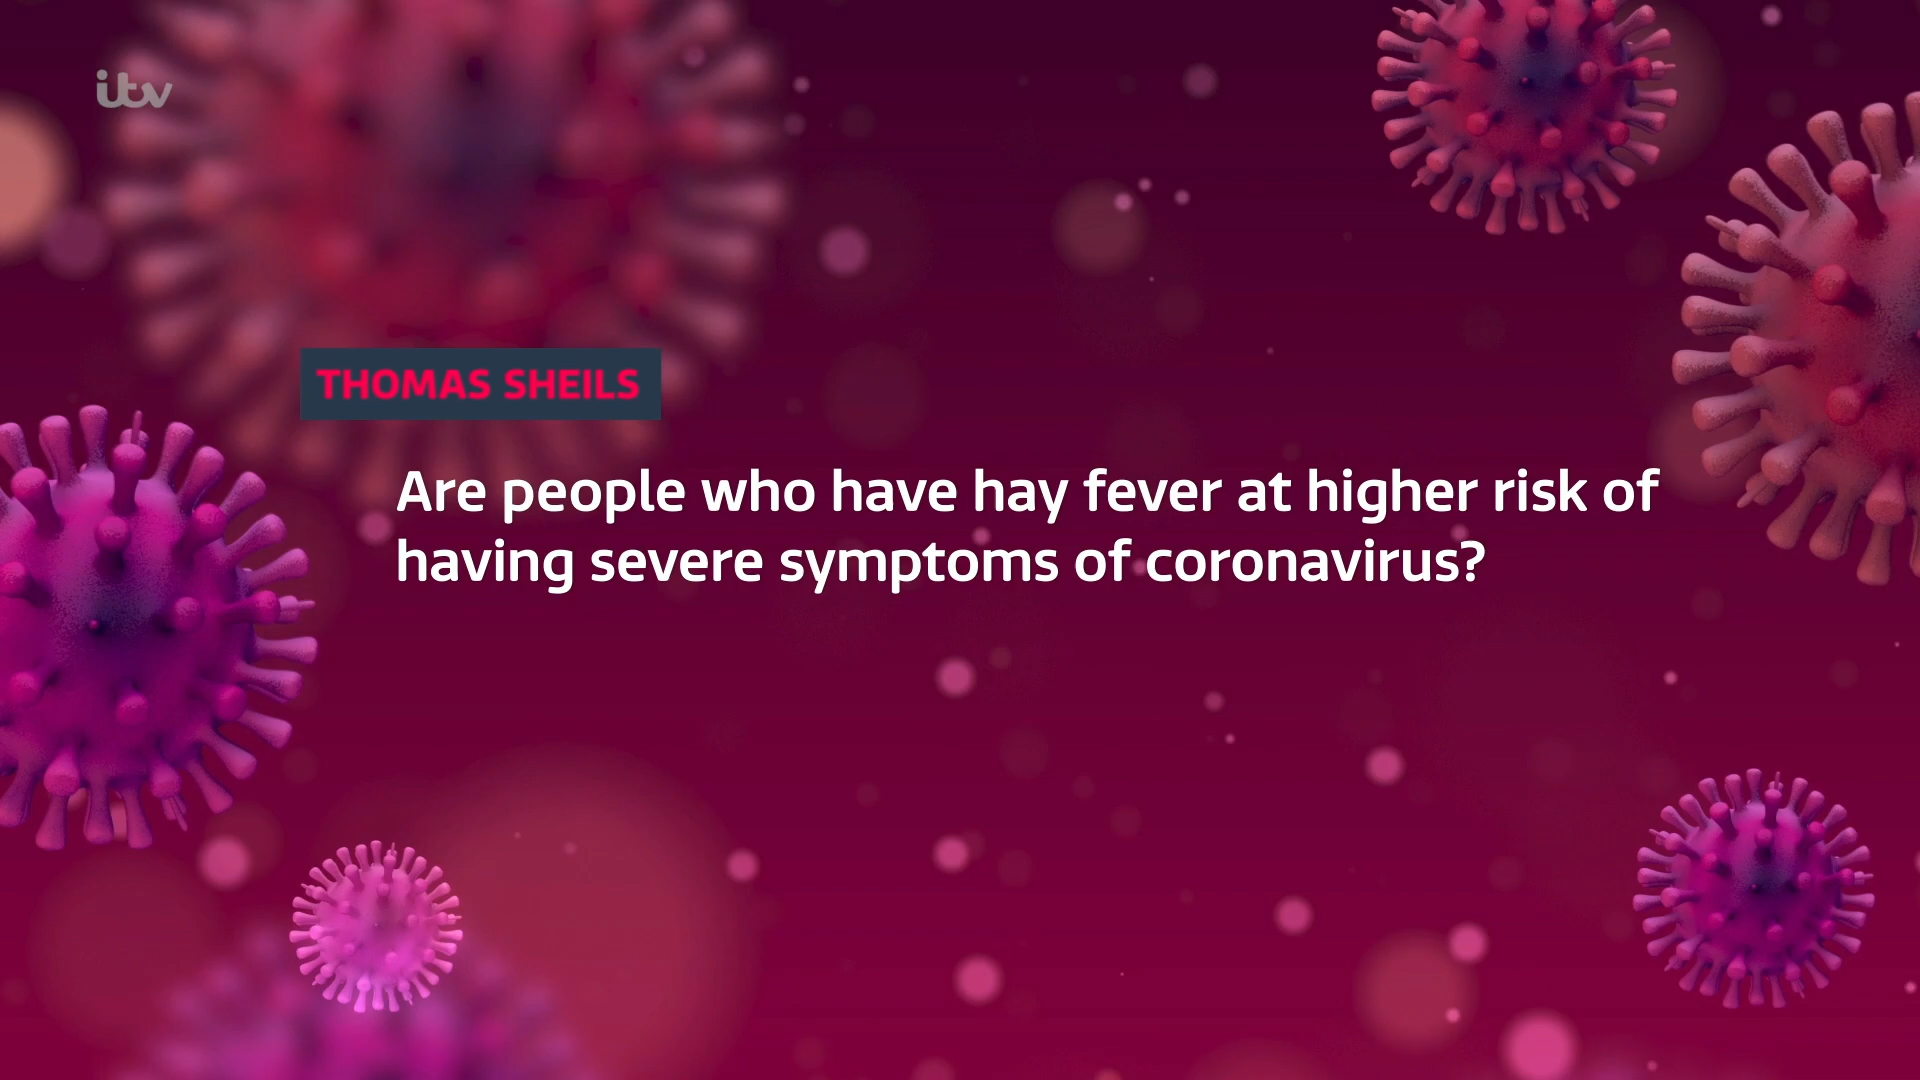 itv
THOMAS SHEILS
Are people who have hay fever at higher risk of
having severe symptoms of coronavirus?